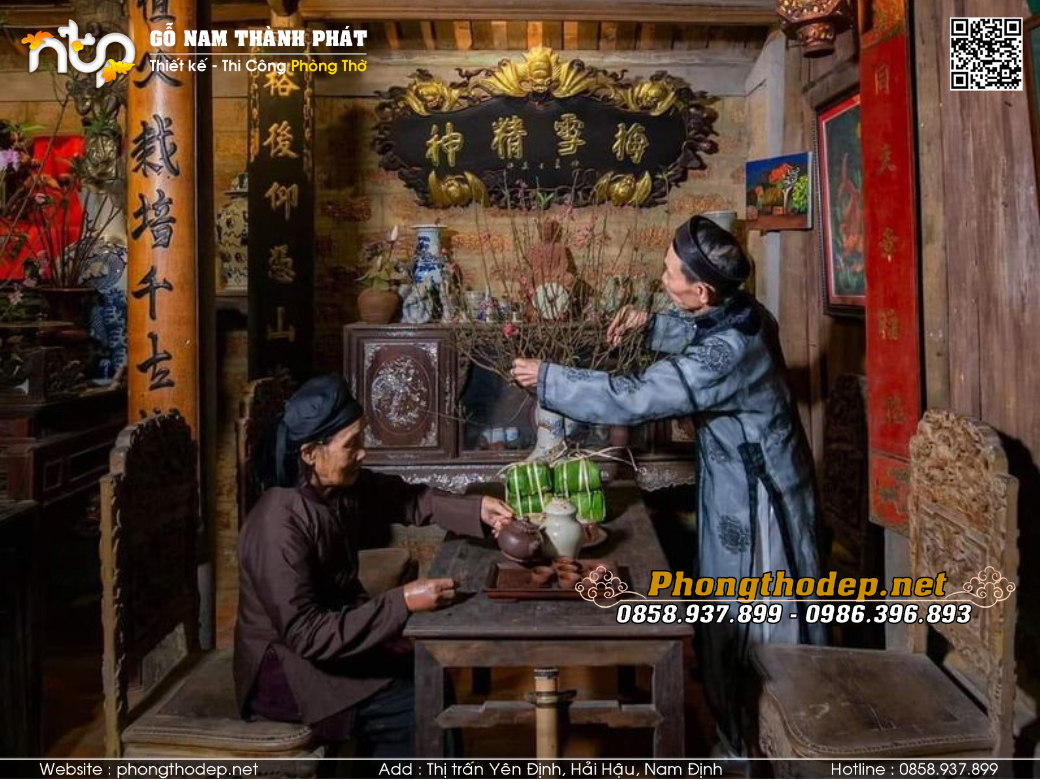 GỖ NAM THÀNH PHÁT
Thiết kế - Thi Công Phòng Thờ
栽培千古
裕後仰憑山
梅雪精神
Phongthodep.net
0858.937.899 - 0986.396.893
Website : phongthodep.net
Add : Thị trấn Yên Định, Hải Hậu, Nam Định
Hotline : 0858.937.899